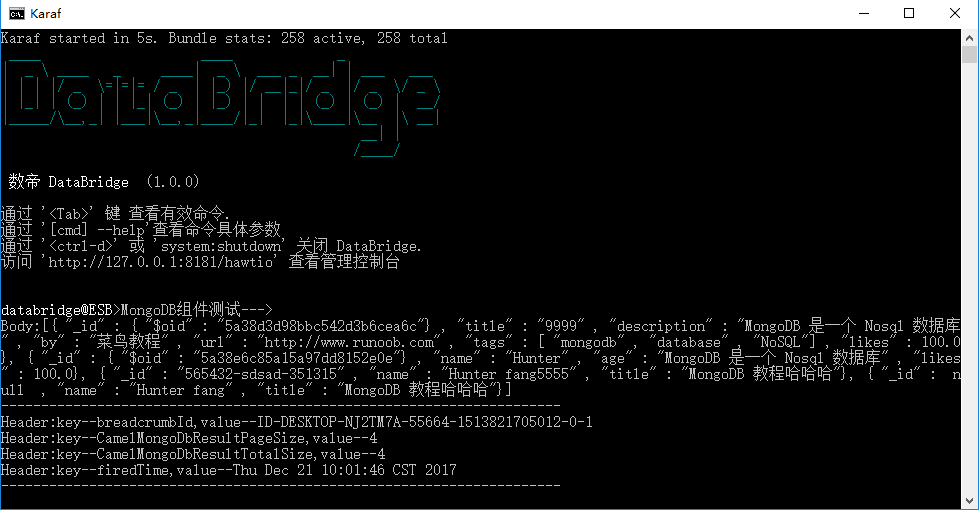 Karaf
Karaf started in 5s. Bundle stats: 258 active, 258 total
DataBridge
数帝 DataBridge (1.0.0)
通过 '<Tab>' 键 查看有效命令.
通过 '[cmd] --help'查看命令具体参数
通过 '<ctrl-d>' 或 'system:shutdown' 关闭 DataBridge.
访问 'http://127.0.0.1:8181/hawtio' 查看管理控制台
databridge@ESB>MongoDB组件测试--->
Body:[{ "_id" : { "$oid" : "5a38d3d98bbc542d3b6cea6c"} , "title" : "9999" , "description" : "MongoDB 是一个 Nosql 数据库
" , "by" : "菜鸟教程" , "url" : "http://www.runoob.com" , "tags" : [ "mongodb" , "database" , "NoSQL"] , "likes" : 100.0
}, { "_id" : { "$oid" : "5a38e6c85a15a97dd8152e0e"} , "name" : "Hunter" , "age" : "MongoDB 是一个 Nosql 数据库" , "likes
" : 100.0}, { "_id" : "565432-sdsad-351315" , "name" : "Hunter fang5555" , "title" : "MongoDB 教程哈哈哈"}, { "_id" :  n
ull , "name" : "Hunter fang" , "title" : "MongoDB 教程哈哈哈"}]
----------------------------------------------------------------------
Header:key--breadcrumbId,value--ID-DESKTOP-NJ2TM7A-55664-1513821705012-0-1
Header:key--CamelMongoDbResultPageSize,value--4
Header:key--CamelMongoDbResultTotalSize,value--4
Header:key--firedTime,value--Thu Dec 21 10:01:46 CST 2017
----------------------------------------------------------------------